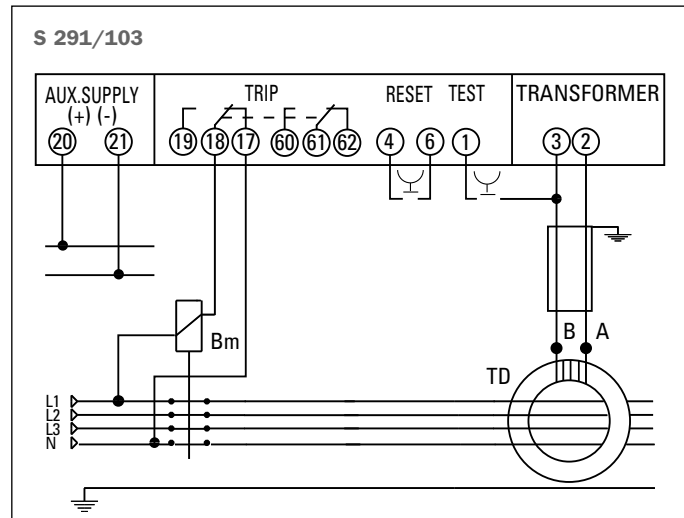 S 291/103
AUX.SUPPLY TRIP RESET TEST TRANSFORMER
(+) (-)
20 21 19 18 17 60 61 62 4 6 1 3 2
Bm
B A
TD
L1
L2
L3
N